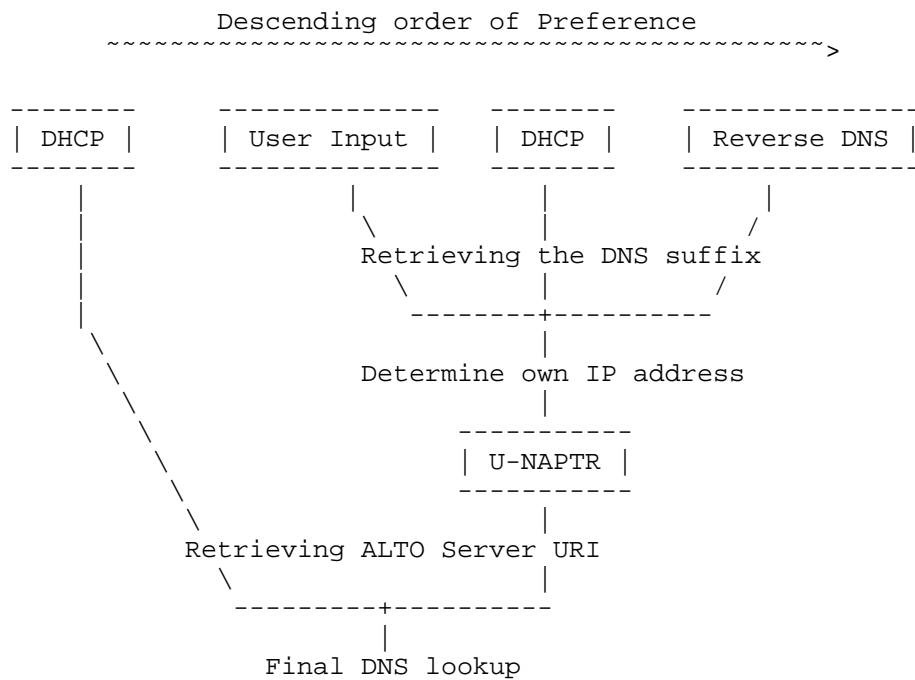 Descending order of Preference
~~~~~~~~~~~~~~~~~~~~~~~~~~~~~~~~~~~~~~~~~~~~~>
| DHCP | | User Input | | DHCP | | Reverse DNS |
Retrieving the DNS suffix
Determine own IP address
| U-NAPTR |
Retrieving ALTO Server URI
Final DNS lookup